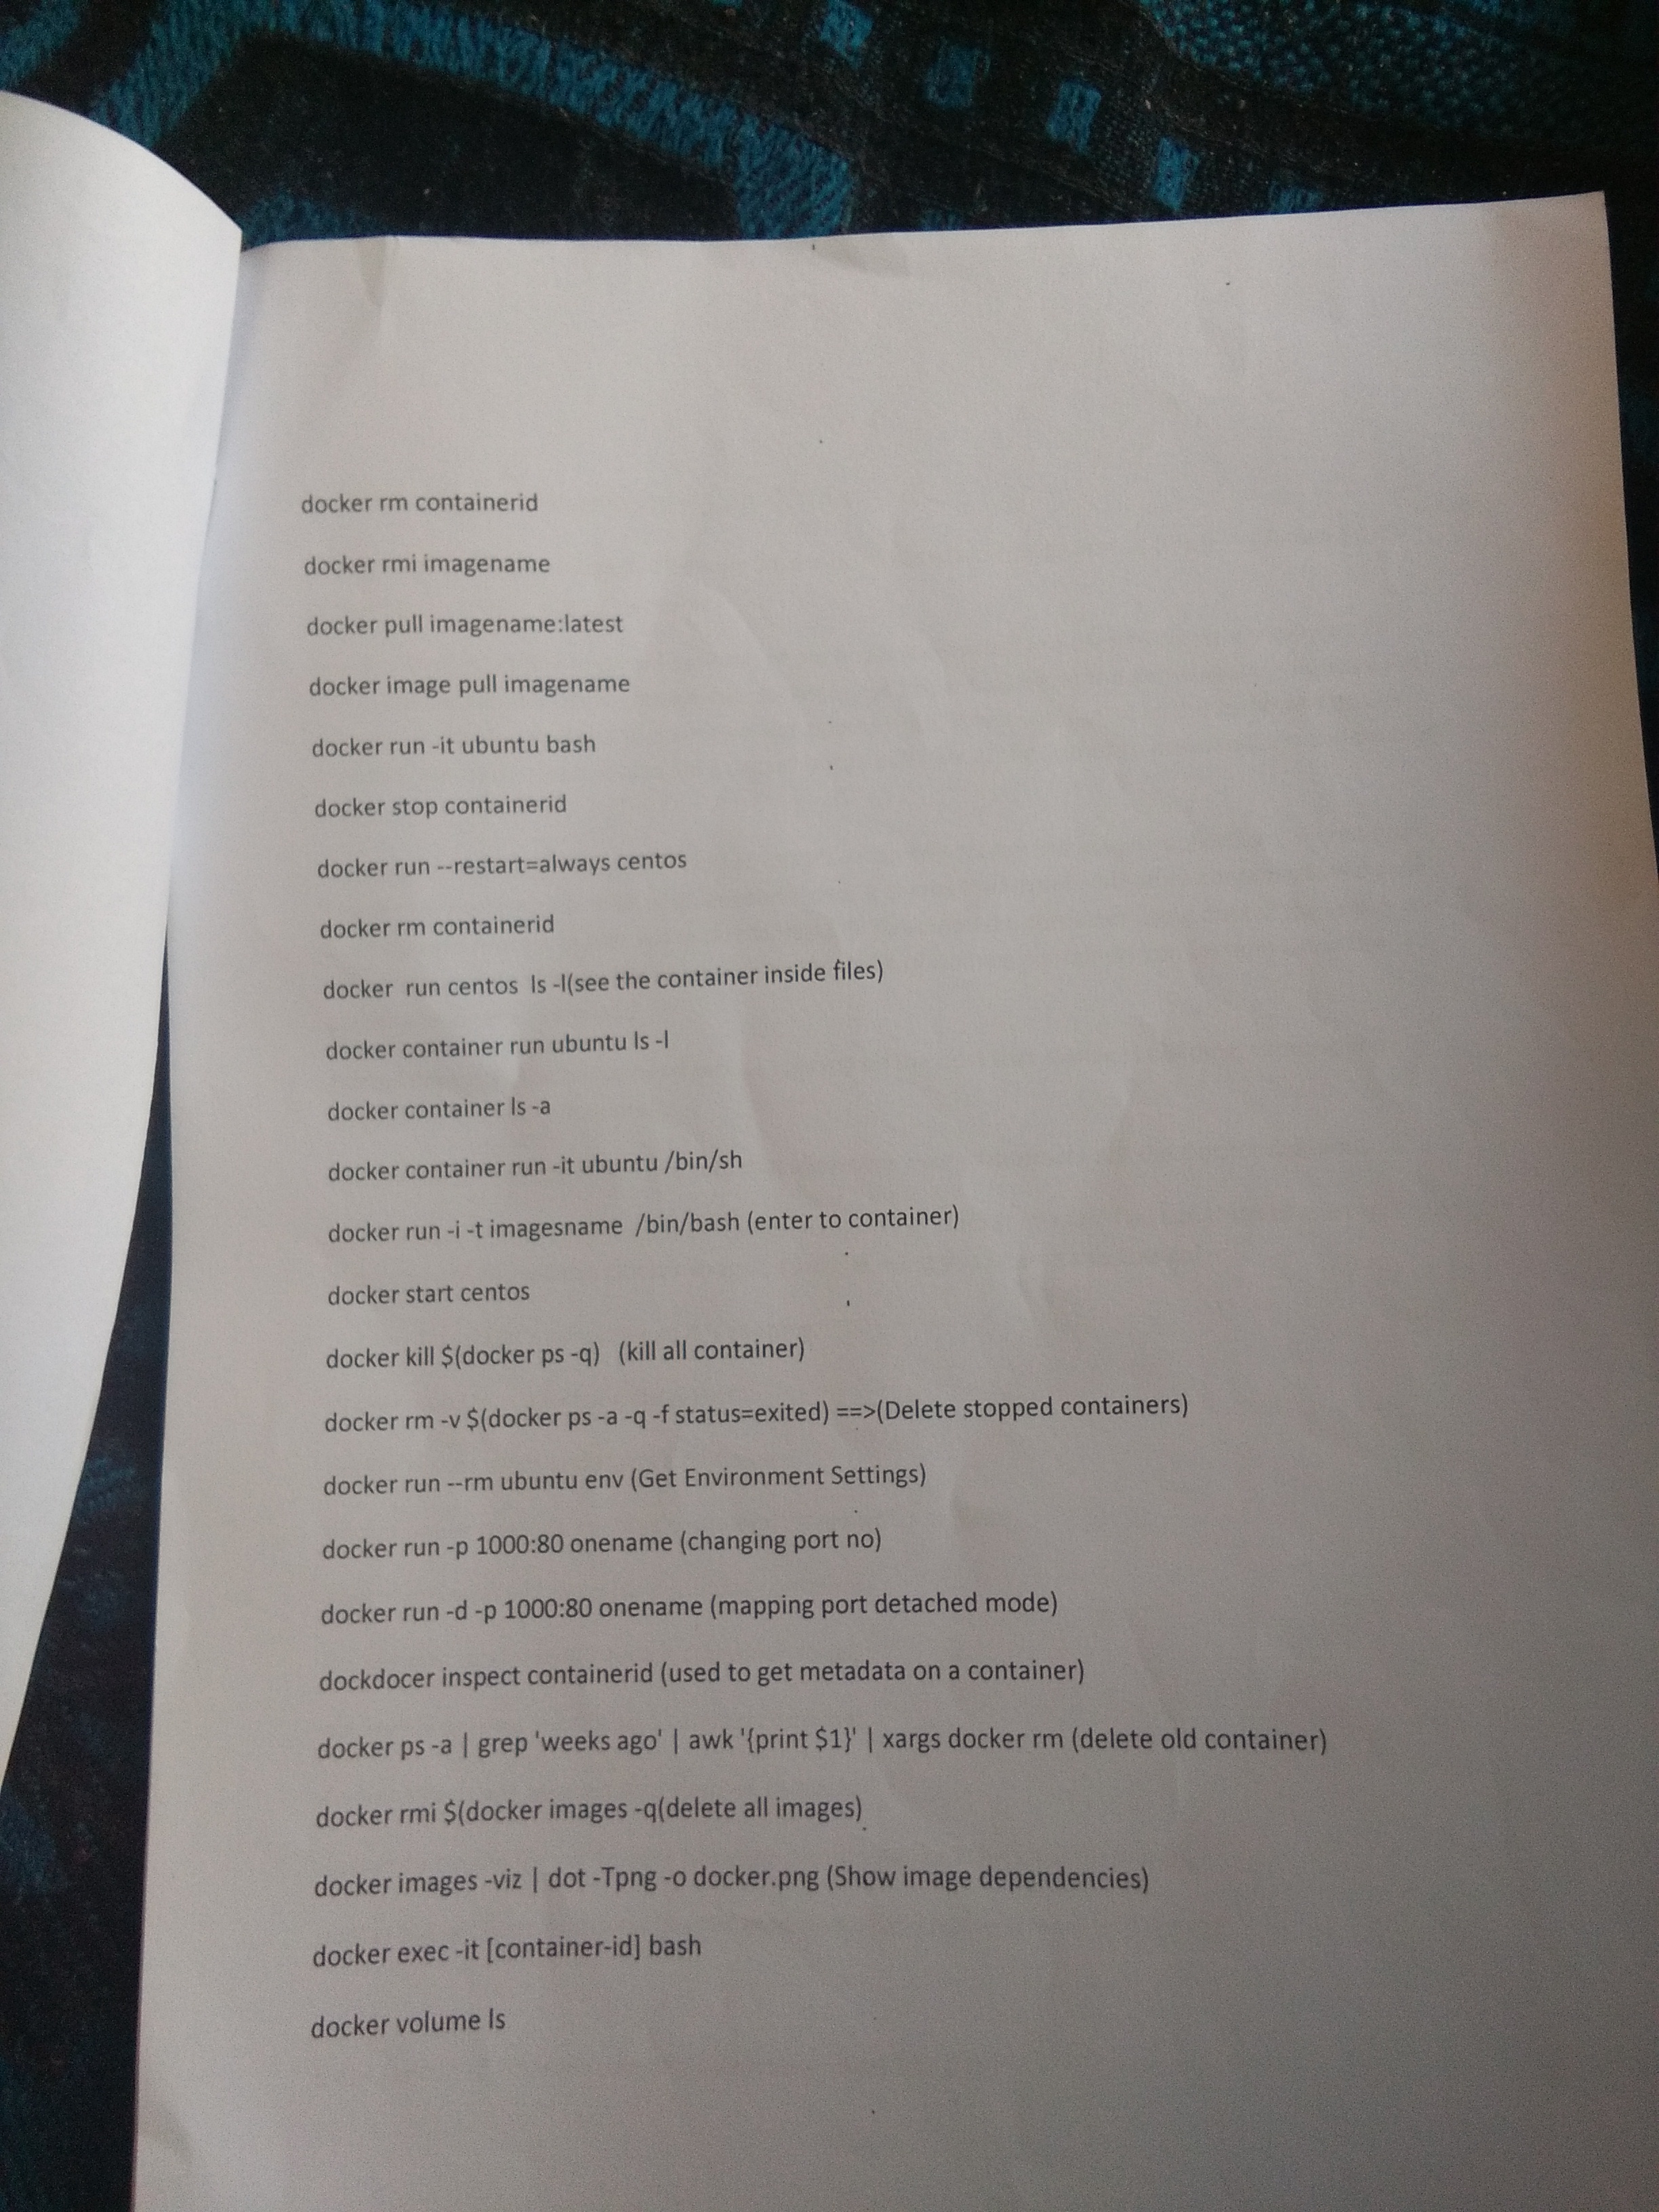 docker rm containerid
docker rmi imagename
docker pull imagename:latest
docker image pull imagename
docker run -it ubuntu bash
docker stop containerid
docker run --restart=always centos
docker rm containerid
docker  run centos  ls -l(see the container inside files)
docker container run ubuntu ls -l
docker container ls -a
docker container run -it ubuntu /bin/sh
docker run -i -t imagesname  /bin/bash (enter to container)
docker start centos
docker kill $(docker ps -q)   (kill all container)
docker rm -v $(docker ps -a -q -f status=exited) ==>(Delete stopped containers)
docker run --rm ubuntu env (Get Environment Settings)
docker run -p 1000:80 onename (changing port no)
docker run -d -p 1000:80 onename (mapping port detached mode)
dockdocer inspect containerid (used to get metadata on a container)
docker ps -a | grep 'weeks ago' | awk '{print $1}' | xargs docker rm (delete old container)
docker rmi $(docker images -q(delete all images)
docker images -viz | dot -Tpng -o docker.png (Show image dependencies)
docker exec -it [container-id] bash
docker volume ls